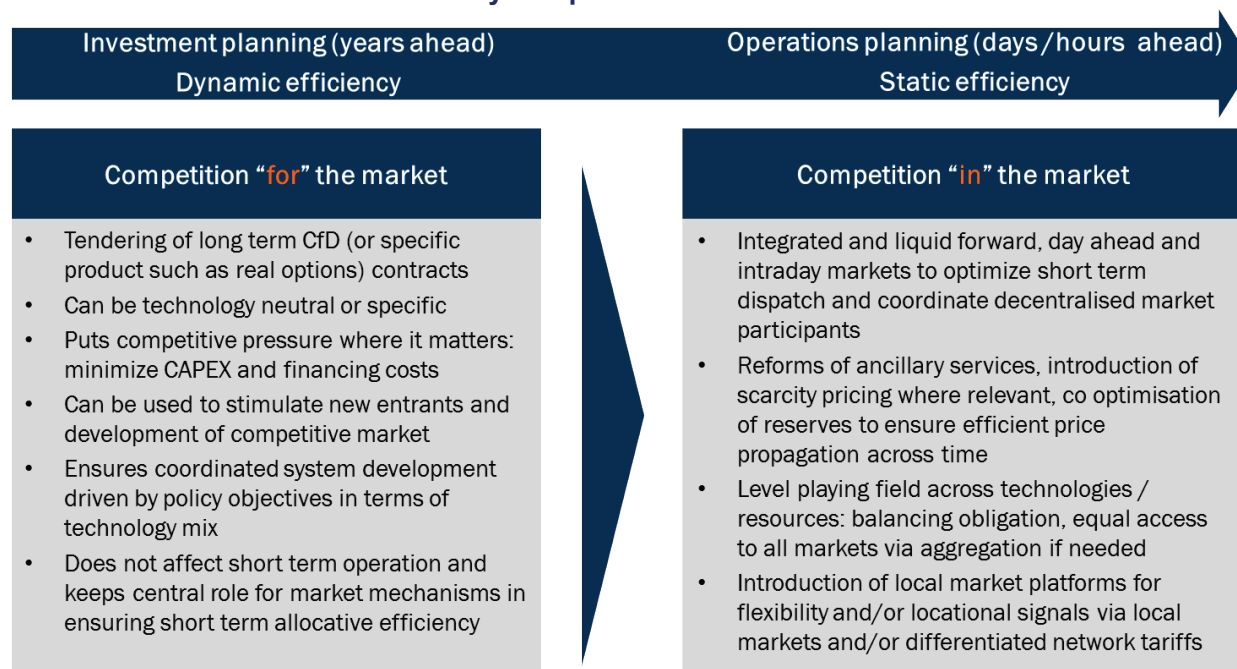 Investment planning (years ahead)
Dynamic efficiency
Operations planning (days/hours ahead)
Static efficiency
Competition “for” the market
• Tendering of long term CfD (or specific
product such as real options) contracts
• Can be technology neutral or specific
• Puts competitive pressure where it matters:
minimize CAPEX and financing costs
• Can be used to stimulate new entrants and
development of competitive market
• Ensures coordinated system development
driven by policy objectives in terms of
technology mix
• Does not affect short term operation and
keeps central role for market mechanisms in
ensuring short term allocative efficiency
Competition “in” the market
• Integrated and liquid forward, day ahead and
intraday markets to optimize short term
dispatch and coordinate decentralised market
participants
• Reforms of ancillary services, introduction of
scarcity pricing where relevant, co optimisation
of reserves to ensure efficient price
propagation across time
• Level playing field across technologies /
resources: balancing obligation, equal access
to all markets via aggregation if needed
• Introduction of local market platforms for
flexibility and/or locational signals via local
markets and/or differentiated network tariffs